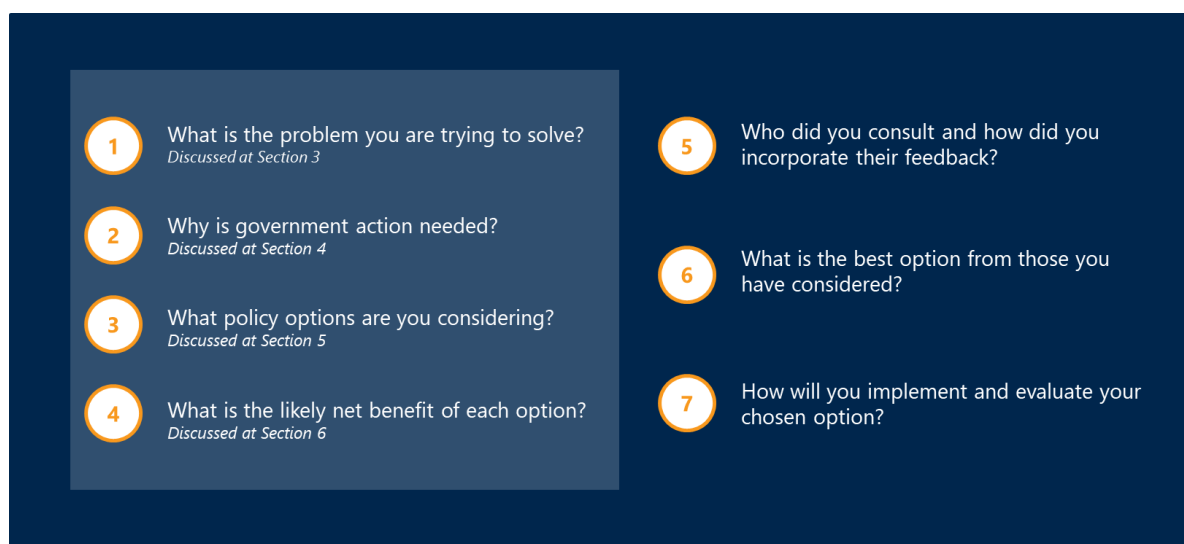 1
What is the problem you are trying to solve?
Discussed at Section 3
2
Why is government action needed?
Discussed at Section 4
3
What policy options are you considering?
Discussed at Section 5
4
What is the likely net benefit of each option?
Discussed at Section 6
5
Who did you consult and how did you
incorporate their feedback?
6
What is the best option from those you
have considered?
7
How will you implement and evaluate your
chosen option?